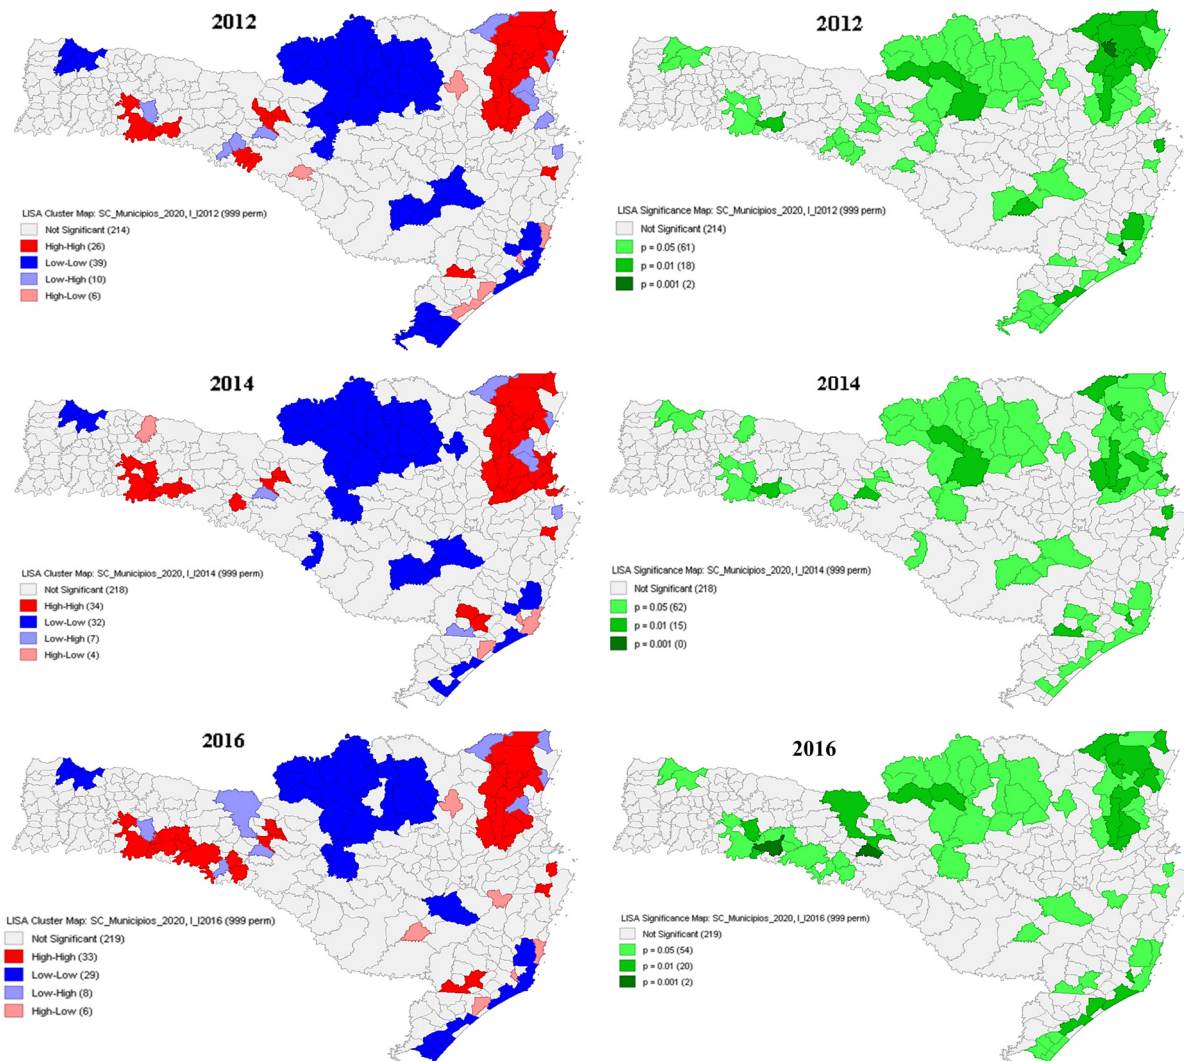 2012
LISA Cluster Map: SC_Municipios_2020, I_I2012 (999 perm)
Not Significant (214)
High-High (26)
Low-Low (39)
Low-High (10)
High-Low (6)
2012
LISA Significance Map: SC_Municipios_2020, I_I2012 (999 perm)
Not Significant (214)
p = 0.05 (61)
p = 0.01 (18)
p = 0.001 (2)
2014
LISA Cluster Map: SC_Municipios_2020, I_I2014 (999 perm)
Not Significant (218)
High-High (34)
Low-Low (32)
Low-High (7)
High-Low (4)
2014
LISA Significance Map: SC_Municipios_2020, I_I2014 (999 perm)
Not Significant (218)
p = 0.05 (62)
p = 0.01 (15)
p = 0.001 (0)
2016
LISA Cluster Map: SC_Municipios_2020, I_I2016 (999 perm)
Not Significant (219)
High-High (33)
Low-Low (29)
Low-High (8)
High-Low (6)
2016
LISA Significance Map: SC_Municipios_2020, I_I2016 (999 perm)
Not Significant (219)
p = 0.05 (54)
p = 0.01 (20)
p = 0.001 (2)